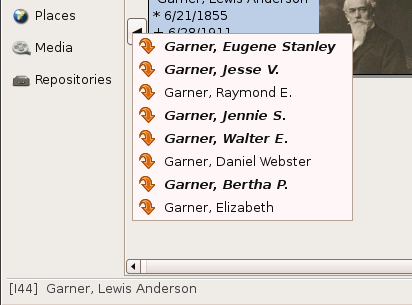 Places
Media
Repositories
Garner, Lewis Anderson
* 6/21/1855
+ 6/28/1911
Garner, Eugene Stanley
Garner, Jesse V.
Garner, Raymond E.
Garner, Jennie S.
Garner, Walter E.
Garner, Daniel Webster
Garner, Bertha P.
Garner, Elizabeth
[I44] Garner, Lewis Anderson